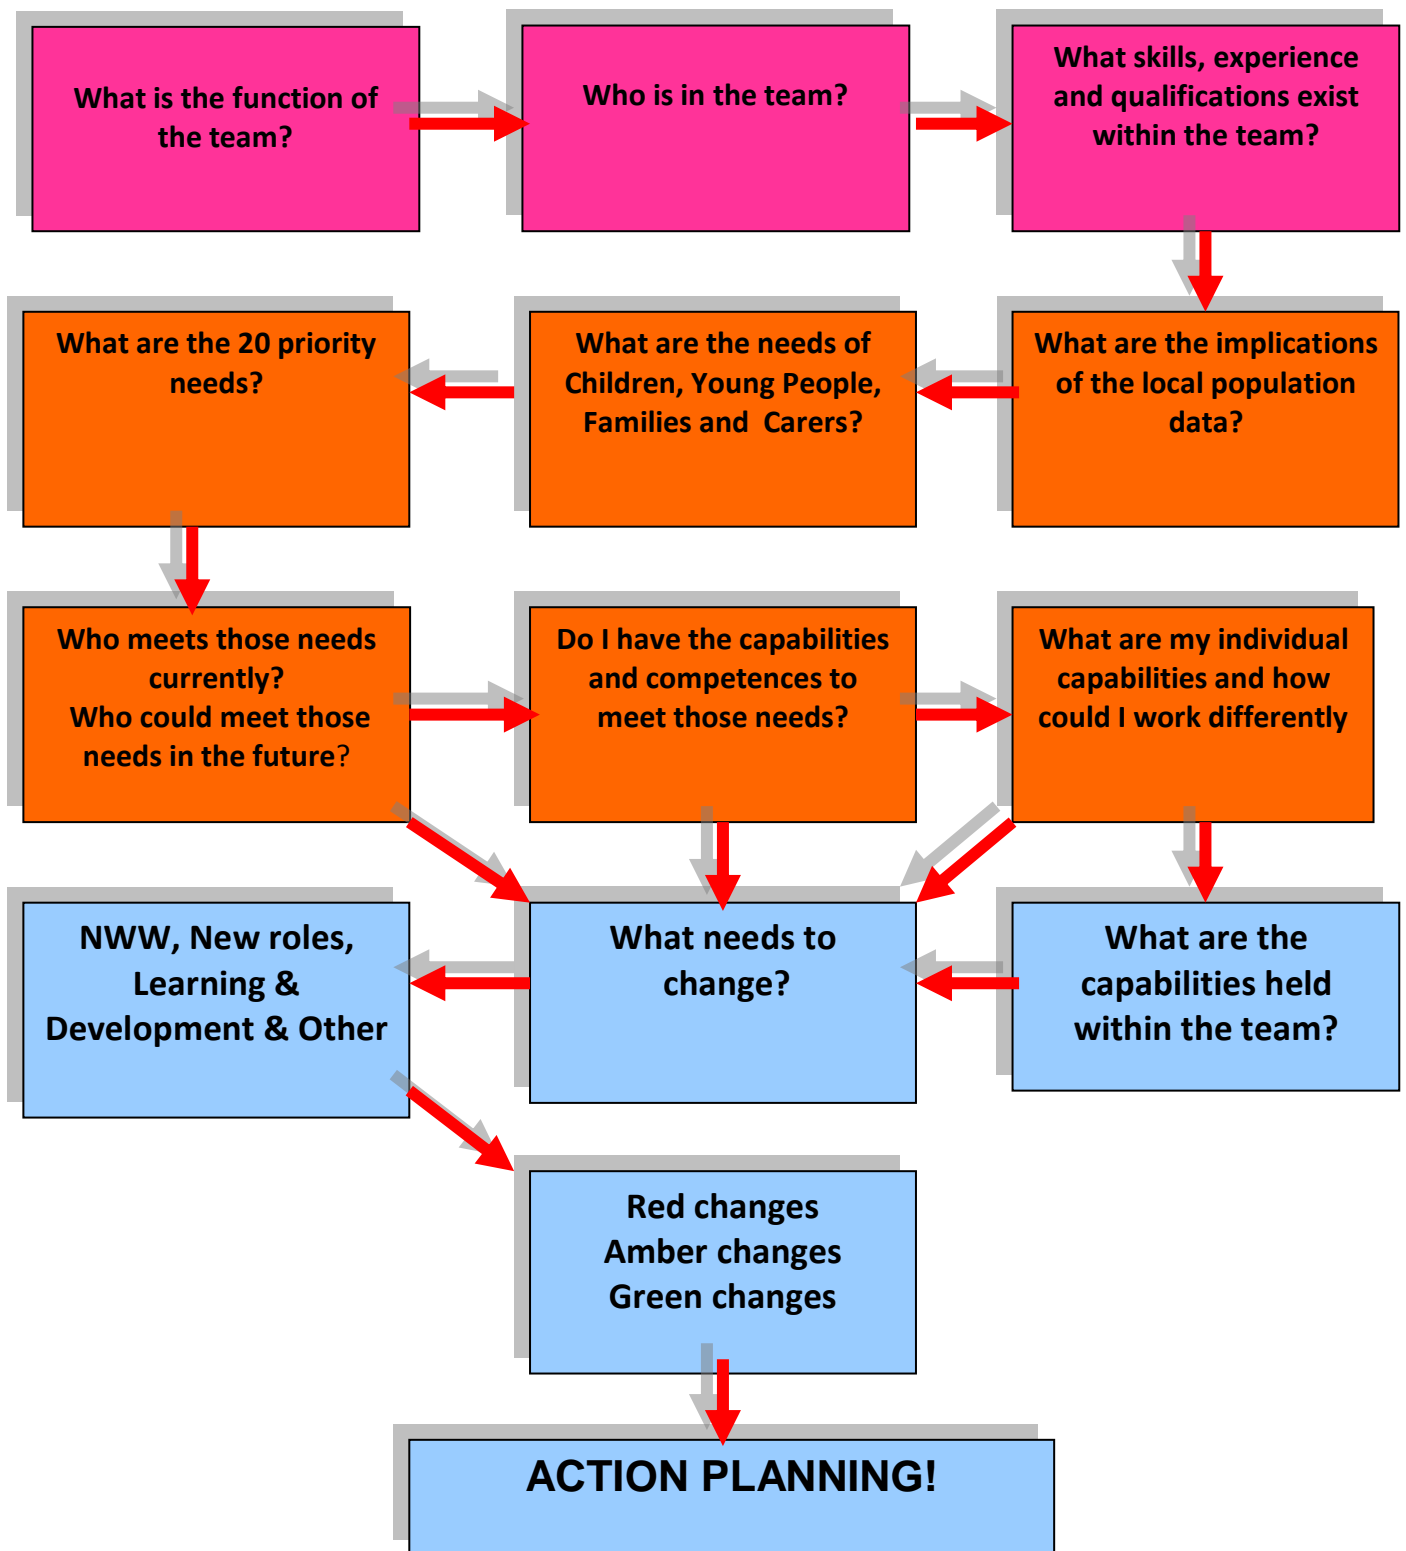 What is the function of
the team?
Who is in the team?
What skills, experience
and qualifications exist
within the team?
What are the 20 priority
needs?
What are the needs of
Children, Young People,
Families and  Carers?
What are the implications
of the local population
data?
Who meets those needs
currently?
Who could meet those
needs in the future?
Do I have the capabilities
and competences to
meet those needs?
What are my individual
capabilities and how
could I work differently
NWW, New roles,
Learning &
Development & Other
What needs to
change?
What are the
capabilities held
within the team?
Red changes
Amber changes
Green changes
ACTION PLANNING!